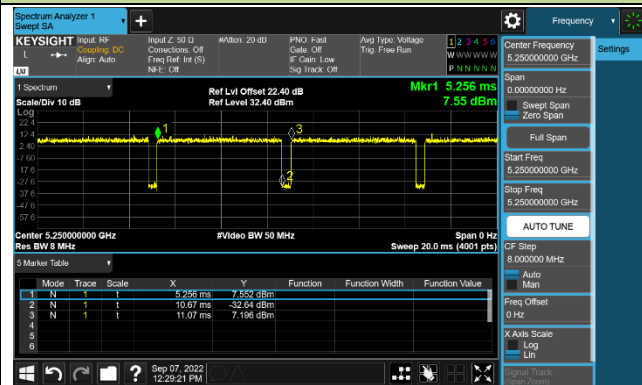 Spectrum Analyzer 1
Swept SA
Frequency
KEYSIGHT Input: RF Input Z: 50 Ω #Atten: 20 dB PNO: Fast Avg Type: Voltage 1 2 3 4 5 6
L Coupling: DC Corrections: Off Gate: Off Trig: Free Run W W W W W W
Align: Auto Freq Ref: Int (S) IF Gain: Low
LXI NFE: Off Sig Track: Off P N N N N N
1 Spectrum Ref Lvl Offset 22.40 dB Mkr1 5.256 ms
Scale/Div 10 dB Ref Level 32.40 dBm 7.55 dBm
Log
22.4
12.4
2.40
-7.60
-17.6
-27.6
-37.6
-47.6
-57.6
1
3
2
Center 5.250000000 GHz #Video BW 50 MHz Span 0 Hz
Res BW 8 MHz Sweep 20.0 ms (4001 pts)
5 Marker Table
Mode Trace Scale X Y Function Function Width Function Value
1 N 1 t 5.256 ms 7.552 dBm
2 N 1 t 10.67 ms -32.64 dBm
3 N 1 t 11.07 ms 7.196 dBm
4
5
6
Sep 07, 2022
12:29:21 PM
Center Frequency
5.250000000 GHz
Settings
Span
0.00000000 Hz
Swept Span
Zero Span
Full Span
Start Freq
5.250000000 GHz
Stop Freq
5.250000000 GHz
AUTO TUNE
CF Step
8.000000 MHz
Auto
Man
Freq Offset
0 Hz
X Axis Scale
Log
Lin
Signal Track
(Span Zoom)